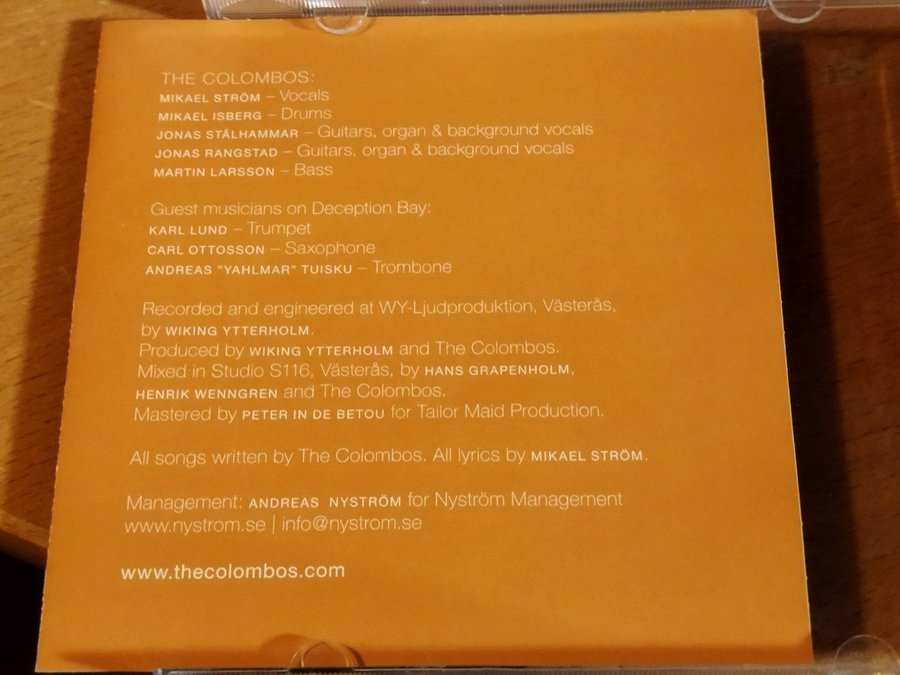 THE COLOMBOS:
MIKAEL STRÖM – Vocals
MIKAEL ISBERG – Drums
JONAS STÅLHAMMAR – Guitars, organ & background vocals
JONAS RANGSTAD – Guitars, organ & background vocals
MARTIN LARSSON – Bass
Guest musicians on Deception Bay:
KARL LUND – Trumpet
CARL OTTOSSON – Saxophone
ANDREAS "YAHLMAR" TUISKU – Trombone
Recorded and engineered at WY-Ljudproduktion, Västerås,
by WIKING YTTERHOLM.
Produced by WIKING YTTERHOLM and The Colombos.
Mixed in Studio S116, Västerås, by HANS GRAPENHOLM,
HENRIK WENNGREN and The Colombos.
Mastered by PETER IN DE BETOU for Tailor Maid Production.
All songs written by The Colombos. All lyrics by MIKAEL STRÖM.
Management: ANDREAS NYSTRÖM for Nyström Management
www.nystrom.se | info@nystrom.se
www.thecolombos.com